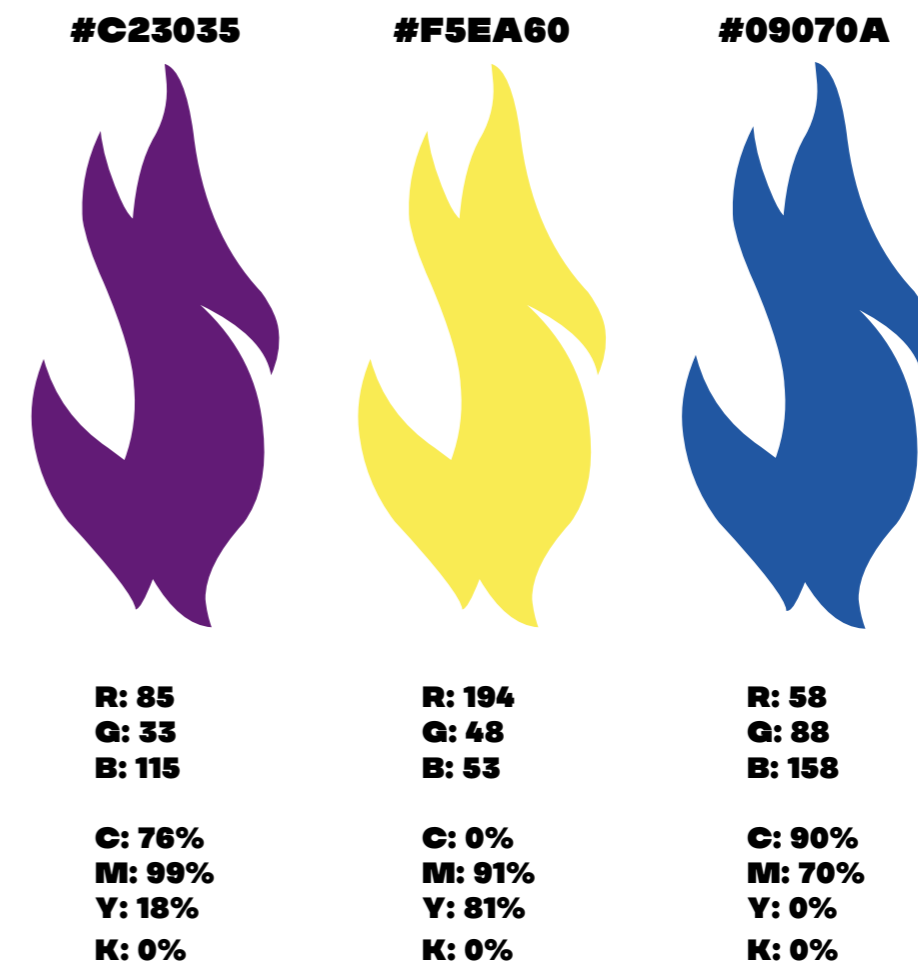 #C23035
#F5EA60
#09070A
R: 85
G: 33
B: 115
C: 76%
M: 99%
Y: 18%
K: 0%
R: 194
G: 48
B: 53
C: 0%
M: 91%
Y: 81%
K: 0%
R: 58
G: 88
B: 158
C: 90%
M: 70%
Y: 0%
K: 0%